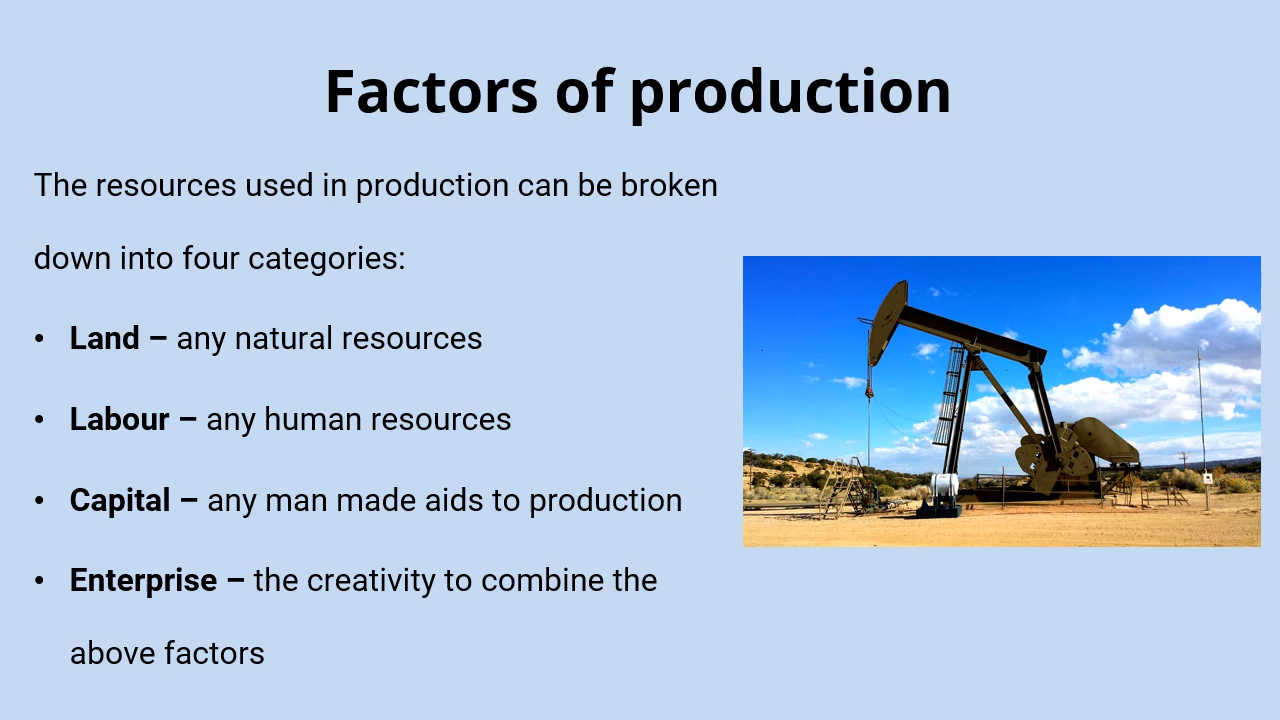 Factors of production
The resources used in production can be broken
down into four categories:
• Land – any natural resources
• Labour – any human resources
• Capital – any man made aids to production
• Enterprise – the creativity to combine the
above factors